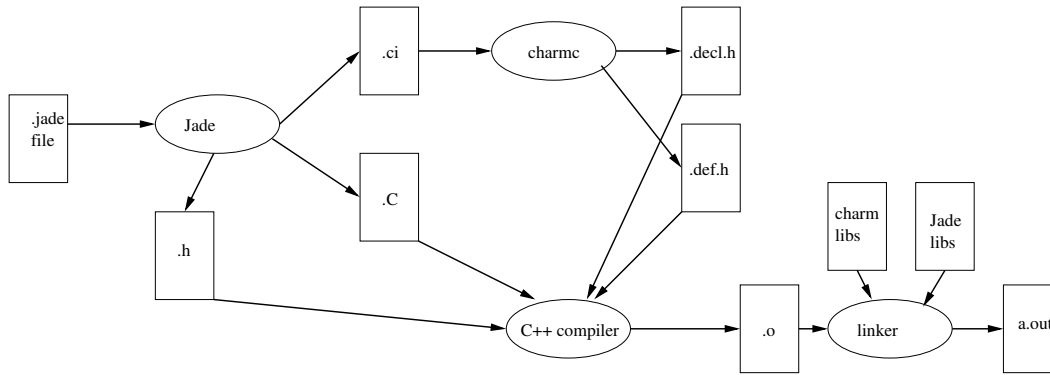 .ci
charmc
.decl.h
.jade
file
Jade
.def.h
.C
.h
charm
libs
Jade
libs
C++ compiler
.o
linker
a.out